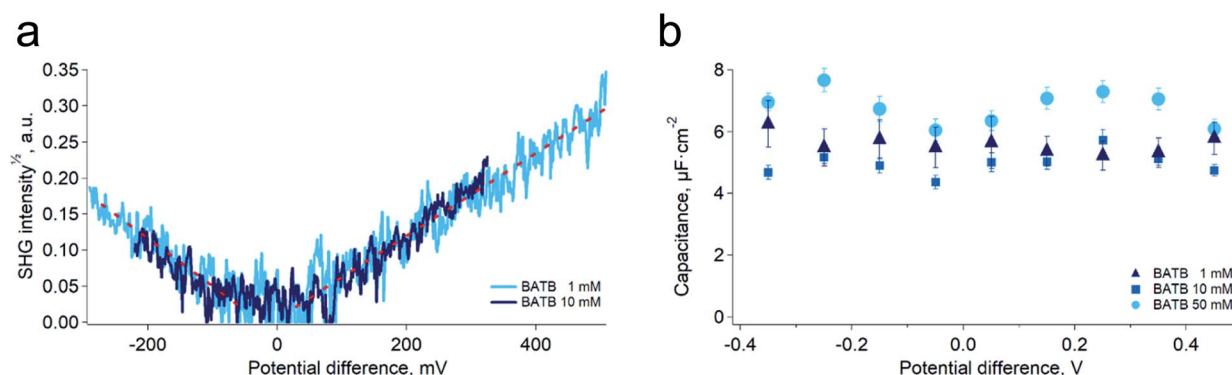 a
0.35
0.30
0.25
0.20
0.15
0.10
0.05
0.00
SHG intensity½, a.u.
-200 0 200 400
Potential difference, mV
BATB 1 mM
BATB 10 mM
b
8
6
4
2
0
Capacitance, µF·cm⁻²
-0.4 -0.2 0.0 0.2 0.4
Potential difference, V
BATB 1 mM
BATB 10 mM
BATB 50 mM